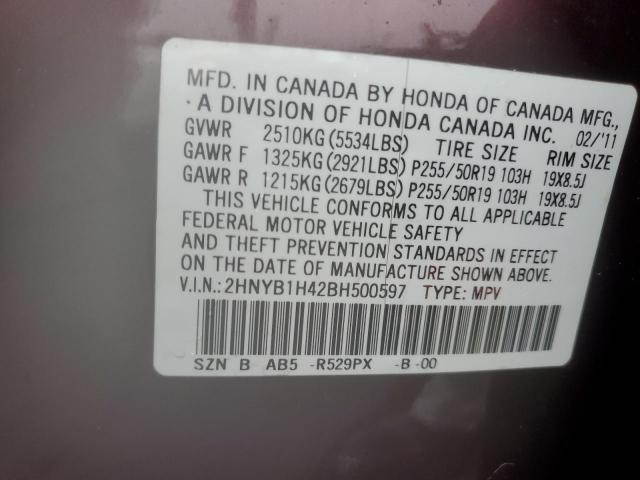 MFD. IN CANADA BY HONDA OF CANADA MFG.,
A DIVISION OF HONDA CANADA INC. 02/'11
GVWR 2510KG(5534LBS) TIRE SIZE RIM SIZE
GAWR F 1325KG(2921LBS) P255/50R19 103H 19X8.5J
GAWR R 1215KG(2679LBS) P255/50R19 103H 19X8.5J
THIS VEHICLE CONFORMS TO ALL APPLICABLE
FEDERAL MOTOR VEHICLE SAFETY
AND THEFT PREVENTION STANDARDS IN EFFECT
ON THE DATE OF MANUFACTURE SHOWN ABOVE.
V.I.N.:2HNYB1H42BH500597 TYPE: MPV
SZN B AB5 -R529PX -B -00